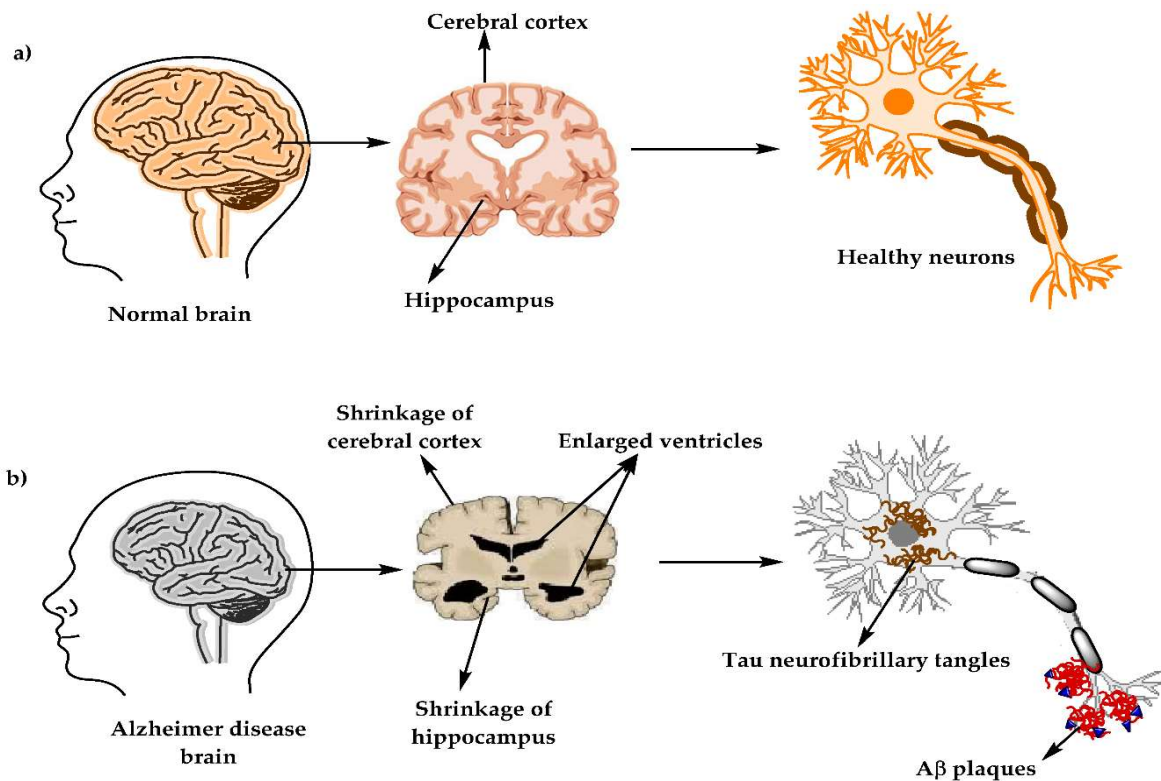 a)
Cerebral cortex
Hippocampus
Normal brain
Healthy neurons
b)
Shrinkage of
cerebral cortex
Enlarged ventricles
Shrinkage of
hippocampus
Alzheimer disease
brain
Tau neurofibrillary tangles
Aβ plaques